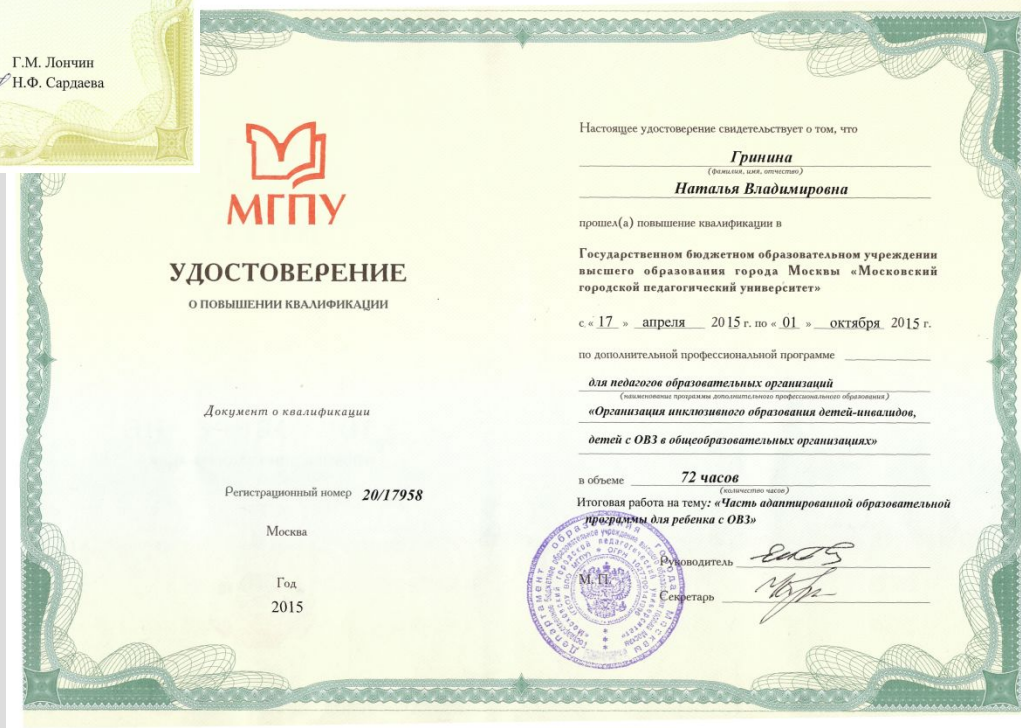 Г.М. Лончин
Н.Ф. Сардаева
МГПУ
УДОСТОВЕРЕНИЕ
О ПОВЫШЕНИИ КВАЛИФИКАЦИИ
Документ о квалификации
Регистрационный номер 20/17958
Москва
Год
2015
Настоящее удостоверение свидетельствует о том, что
Гринина
(фамилия, имя, отчество)
Наталья Владимировна
прошел(а) повышение квалификации в
Государственном бюджетном образовательном учреждении
высшего образования города Москвы «Московский
городской педагогический университет»
с « 17 » апреля 2015 г. по « 01 » октября 2015 г.
по дополнительной профессиональной программе
для педагогов образовательных организаций
(наименование программы дополнительного профессионального образования)
«Организация инклюзивного образования детей-инвалидов,
детей с ОВЗ в общеобразовательных организациях»
в объеме 72 часов
(количество часов)
Итоговая работа на тему: «Часть адаптированной образовательной
программы для ребенка с ОВЗ»
М.П.
Руководитель
Секретарь
Департамент образования города Москвы